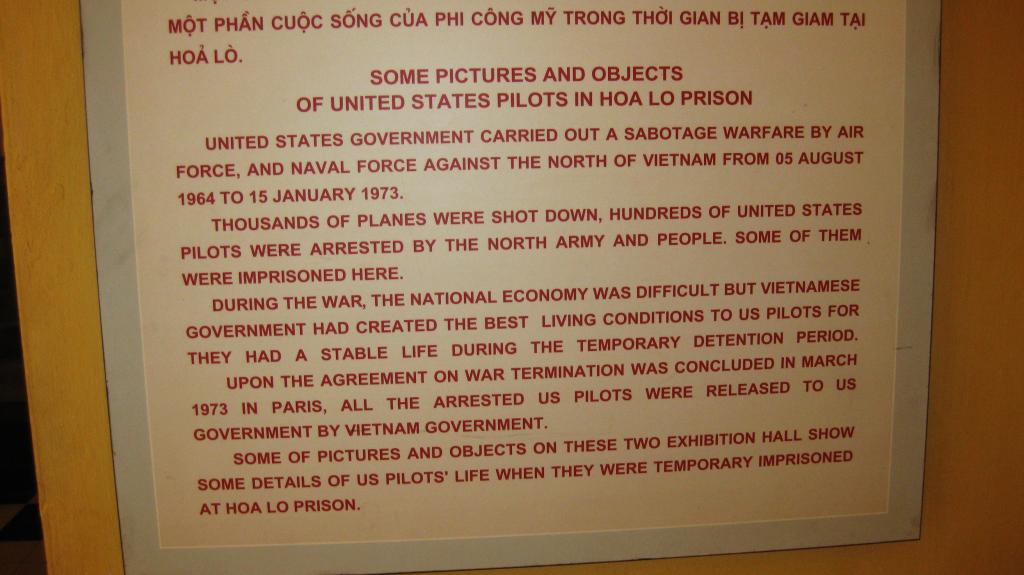 MỘT PHẦN CUỘC SỐNG CỦA PHI CÔNG MỸ TRONG THỜI GIAN BỊ TẠM GIAM TẠI
HOẢ LÒ.
SOME PICTURES AND OBJECTS
OF UNITED STATES PILOTS IN HOA LO PRISON
UNITED STATES GOVERNMENT CARRIED OUT A SABOTAGE WARFARE BY AIR
FORCE, AND NAVAL FORCE AGAINST THE NORTH OF VIETNAM FROM 05 AUGUST
1964 TO 15 JANUARY 1973.
THOUSANDS OF PLANES WERE SHOT DOWN, HUNDREDS OF UNITED STATES
PILOTS WERE ARRESTED BY THE NORTH ARMY AND PEOPLE. SOME OF THEM
WERE IMPRISONED HERE.
DURING THE WAR, THE NATIONAL ECONOMY WAS DIFFICULT BUT VIETNAMESE
GOVERNMENT HAD CREATED THE BEST LIVING CONDITIONS TO US PILOTS FOR
THEY HAD A STABLE LIFE DURING THE TEMPORARY DETENTION PERIOD.
UPON THE AGREEMENT ON WAR TERMINATION WAS CONCLUDED IN MARCH
1973 IN PARIS, ALL THE ARRESTED US PILOTS WERE RELEASED TO US
GOVERNMENT BY VIETNAM GOVERNMENT.
SOME OF PICTURES AND OBJECTS ON THESE TWO EXHIBITION HALL SHOW
SOME DETAILS OF US PILOTS' LIFE WHEN THEY WERE TEMPORARY IMPRISONED
AT HOA LO PRISON.